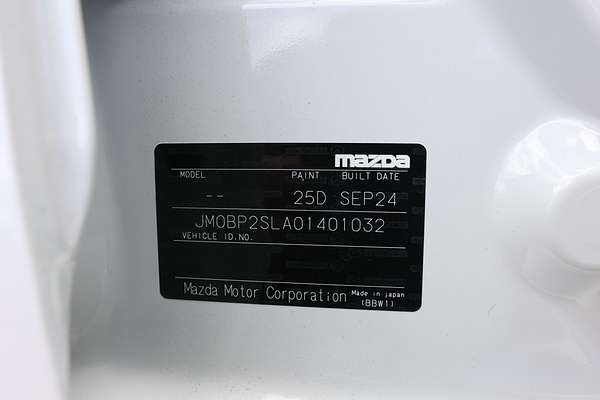 mazda
MODEL PAINT BUILT DATE
-- 25D SEP24
JM0BP2SLA01401032
VEHICLE ID.NO.
Mazda Motor Corporation Made in japan
(BBW1)